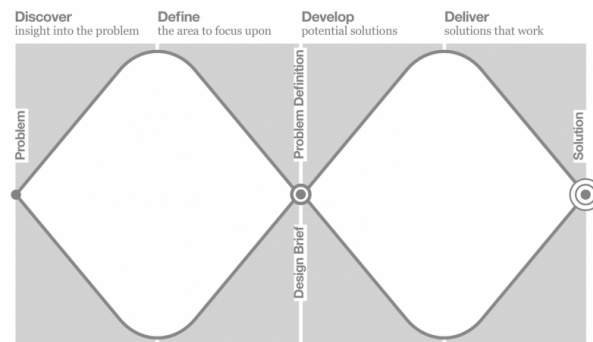 Discover
insight into the problem
Define
the area to focus upon
Develop
potential solutions
Deliver
solutions that work
Problem
Problem Definition
Design Brief
Solution